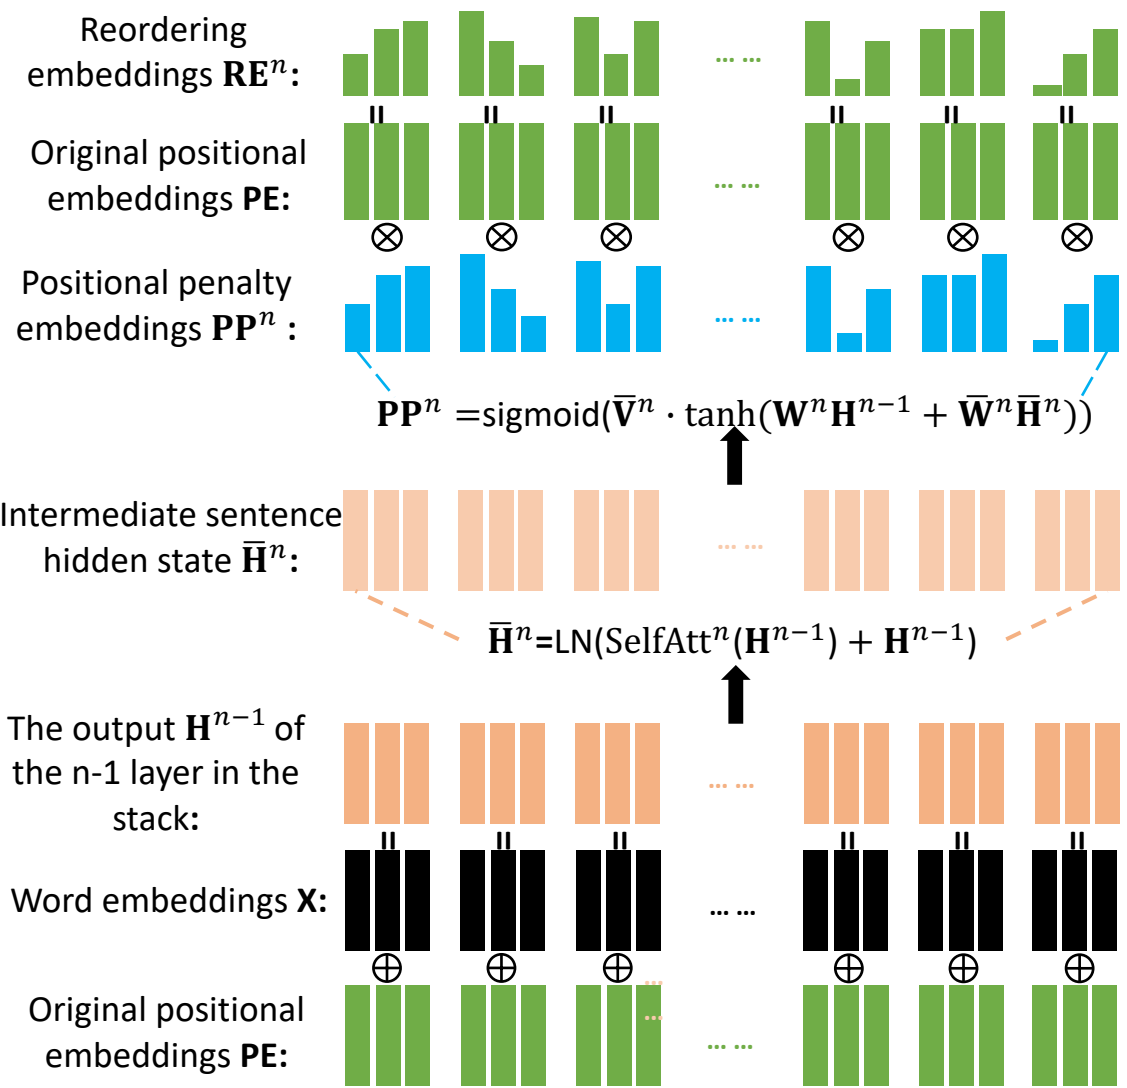 Reordering
embeddings 𝐑𝐄ⁿ:
... ...
Original positional
embeddings PE:
... ...
Positional penalty
embeddings 𝐏𝐏ⁿ :
... ...
𝐏𝐏ⁿ =sigmoid(V̄ⁿ · tanh(Wⁿ Hⁿ⁻¹ + W̄ⁿ H̄ⁿ))
Intermediate sentence
hidden state H̄ⁿ:
... ...
H̄ⁿ=LN(SelfAttⁿ(Hⁿ⁻¹) + Hⁿ⁻¹)
The output Hⁿ⁻¹ of
the n-1 layer in the
stack:
... ...
Word embeddings X:
... ...
Original positional
embeddings PE:
... ...